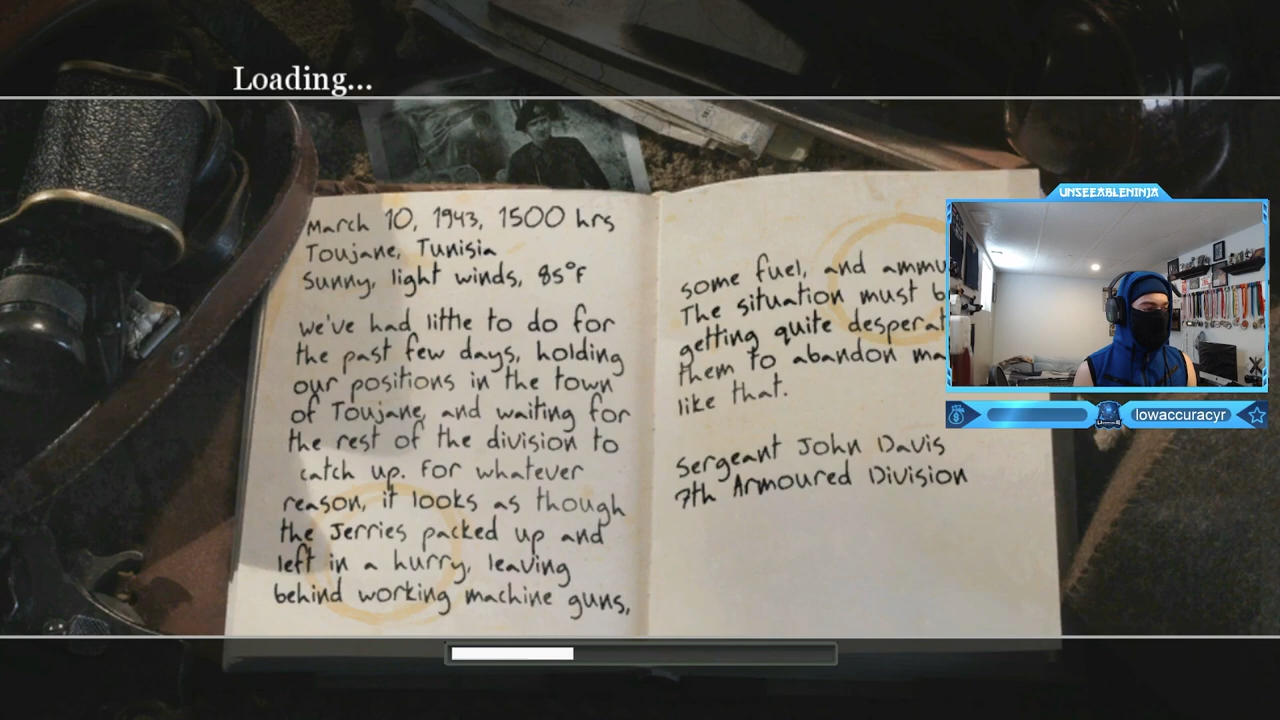 Loading...
March 10, 1943, 1500 hrs
Toujane, Tunisia
Sunny, light winds, 85°F
we've had little to do for
the past few days, holding
our positions in the town
of Toujane, and waiting for
the rest of the division to
catch up. For whatever
reason, it looks as though
the Jerries packed up and
left in a hurry, leaving
behind working machine guns,
some fuel, and
The situation must
getting quite
them to abandon
like that.
Sergeant John Davis
7th Armoured Division
UNSEEABLENINJA
lowaccuracyr